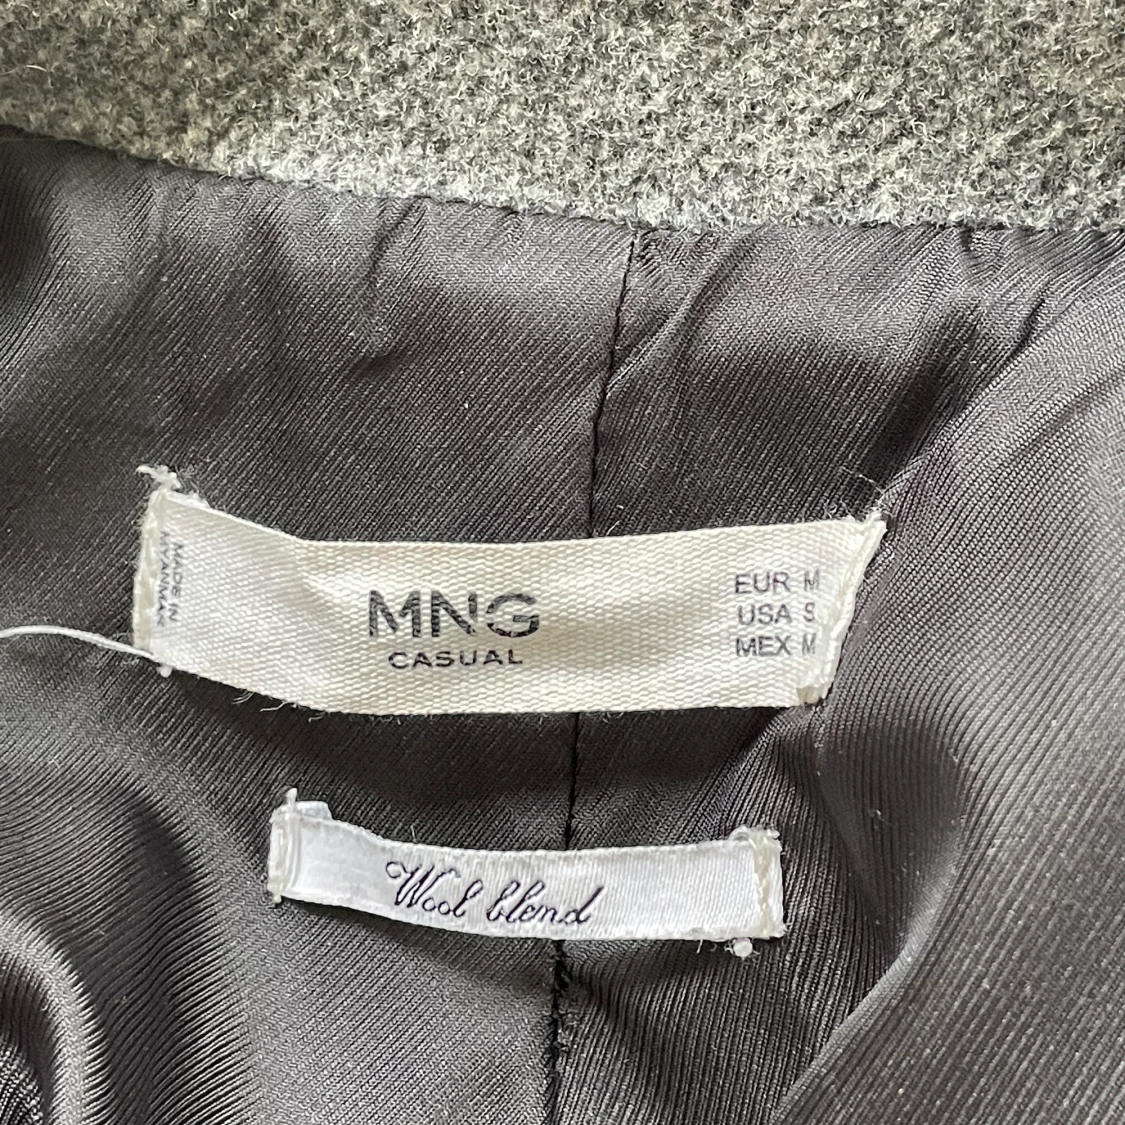 MADE IN
MYANMAR
MNG
CASUAL
EUR M
USA S
MEX M
Wool blend